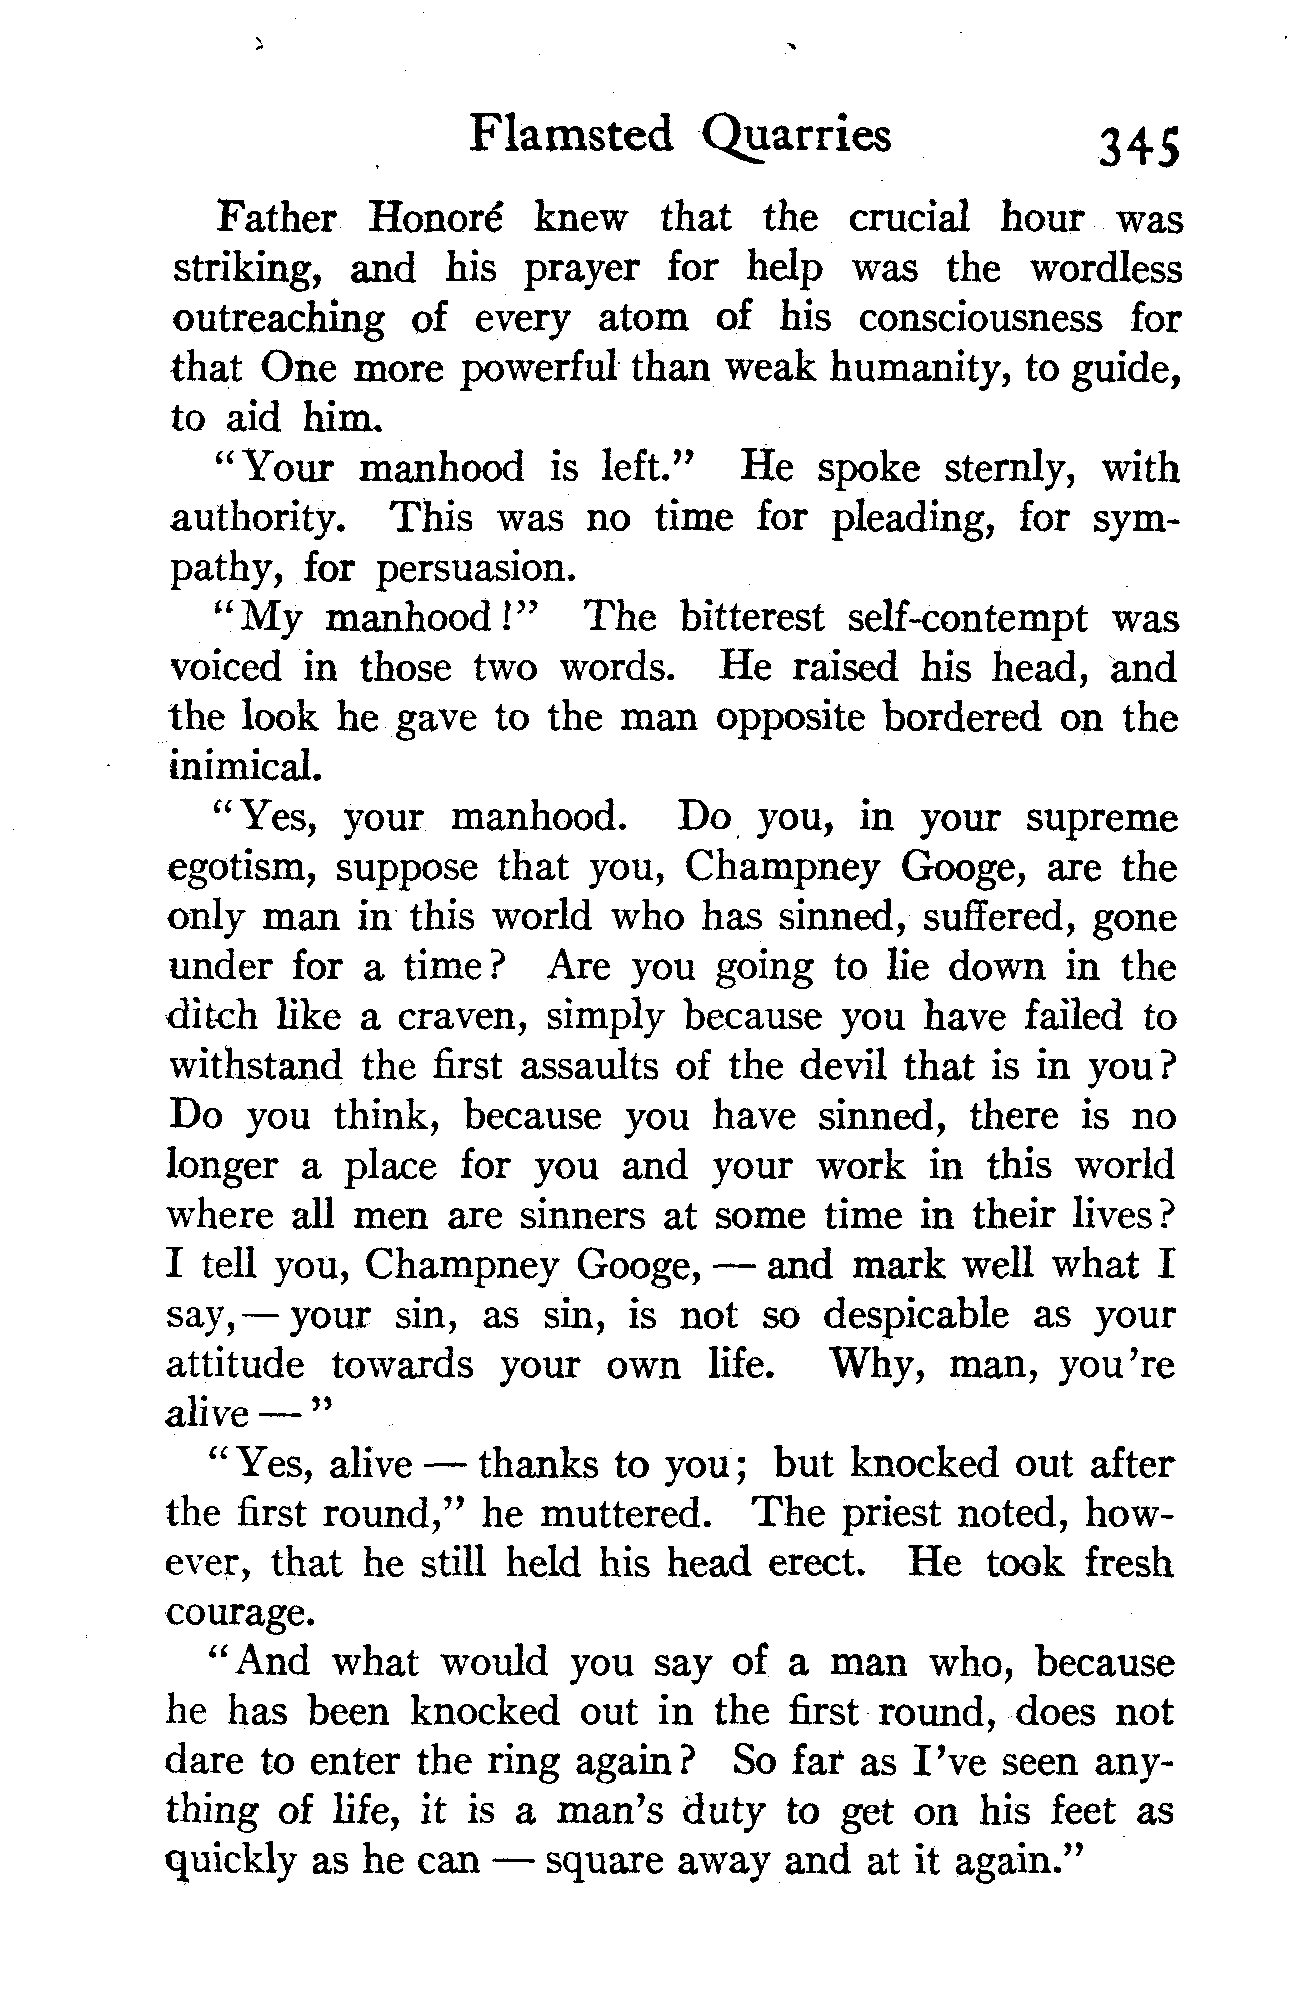 Flamsted Quarries 345
Father Honoré knew that the crucial hour was
striking, and his prayer for help was the wordless
outreaching of every atom of his consciousness for
that One more powerful than weak humanity, to guide,
to aid him.
"Your manhood is left." He spoke sternly, with
authority. This was no time for pleading, for sym-
pathy, for persuasion.
"My manhood!" The bitterest self-contempt was
voiced in those two words. He raised his head, and
the look he gave to the man opposite bordered on the
inimical.
"Yes, your manhood. Do you, in your supreme
egotism, suppose that you, Champney Googe, are the
only man in this world who has sinned, suffered, gone
under for a time? Are you going to lie down in the
ditch like a craven, simply because you have failed to
withstand the first assaults of the devil that is in you?
Do you think, because you have sinned, there is no
longer a place for you and your work in this world
where all men are sinners at some time in their lives?
I tell you, Champney Googe, — and mark well what I
say, — your sin, as sin, is not so despicable as your
attitude towards your own life. Why, man, you're
alive — "
"Yes, alive — thanks to you; but knocked out after
the first round," he muttered. The priest noted, how-
ever, that he still held his head erect. He took fresh
courage.
"And what would you say of a man who, because
he has been knocked out in the first round, does not
dare to enter the ring again? So far as I've seen any-
thing of life, it is a man's duty to get on his feet as
quickly as he can — square away and at it again."